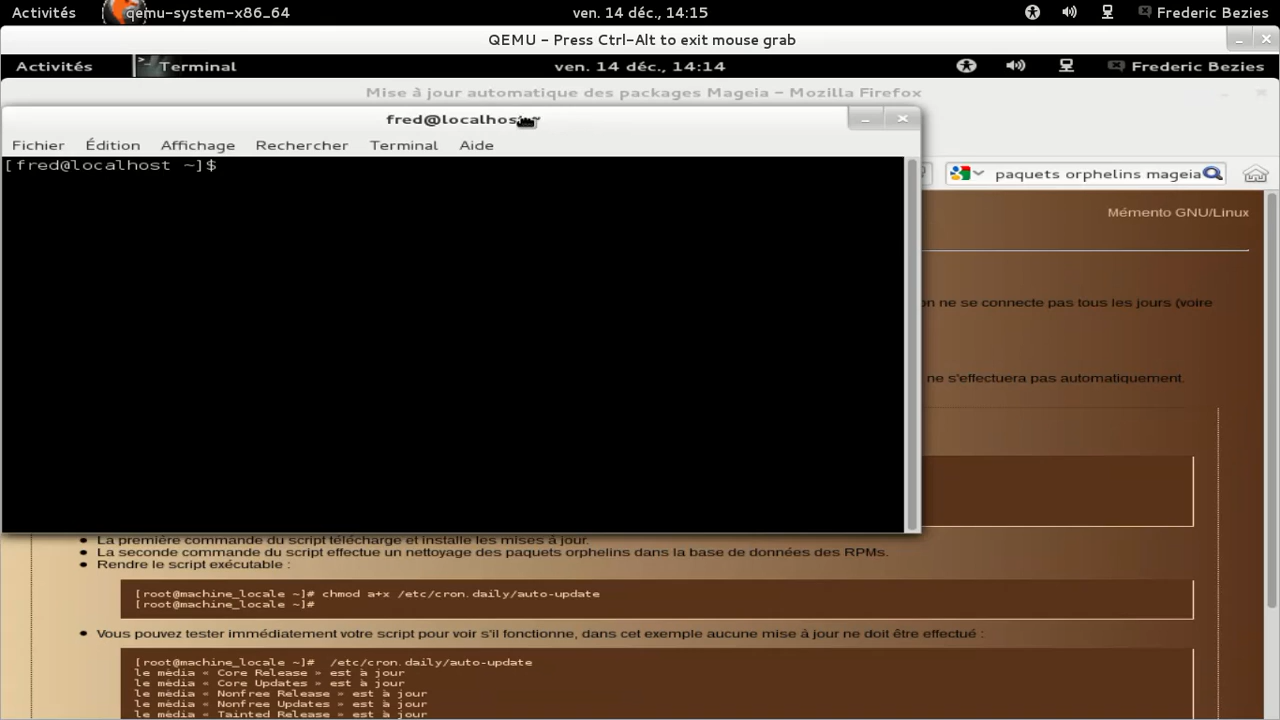 Activités qemu-system-x86_64 ven. 14 déc., 14:15 Frederic Bezies
QEMU - Press Ctrl-Alt to exit mouse grab
Activités Terminal ven. 14 déc., 14:14 Frederic Bezies
Mise à jour automatique des packages Mageia - Mozilla Firefox
fred@localhost:~
Fichier Édition Affichage Rechercher Terminal Aide
[fred@localhost ~]$
paquets orphelins mageia
Mémento GNU/Linux
on ne se connecte pas tous les jours (voire
ne s'effectuera pas automatiquement.
La première commande du script télécharge et installe les mises à jour.
La seconde commande du script effectue un nettoyage des paquets orphelins dans la base de données des RPMs.
Rendre le script exécutable :
[root@machine_locale ~]# chmod a+x /etc/cron.daily/auto-update
[root@machine_locale ~]#
Vous pouvez tester immédiatement votre script pour voir s'il fonctionne, dans cet exemple aucune mise à jour ne doit être effectué :
[root@machine_locale ~]# /etc/cron.daily/auto-update
le média « Core Release » est à jour
le média « Core Updates » est à jour
le média « Nonfree Release » est à jour
le média « Nonfree Updates » est à jour
le média « Tainted Release » est à jour